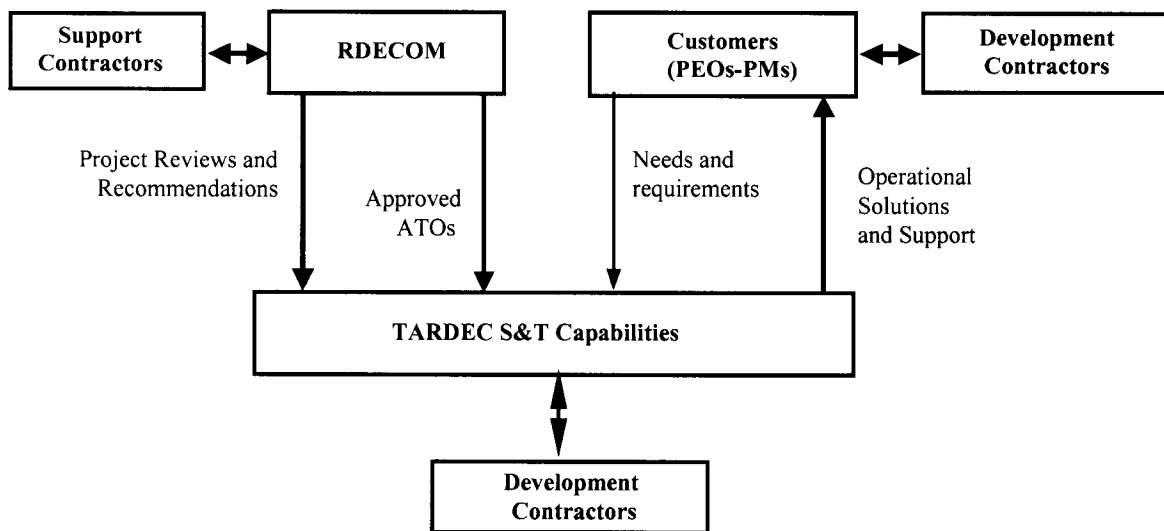 Support
Contractors
RDECOM
Customers
(PEOs-PMs)
Development
Contractors
Project Reviews and
Recommendations
Approved
ATOs
Needs and
requirements
Operational
Solutions
and Support
TARDEC S&T Capabilities
Development
Contractors